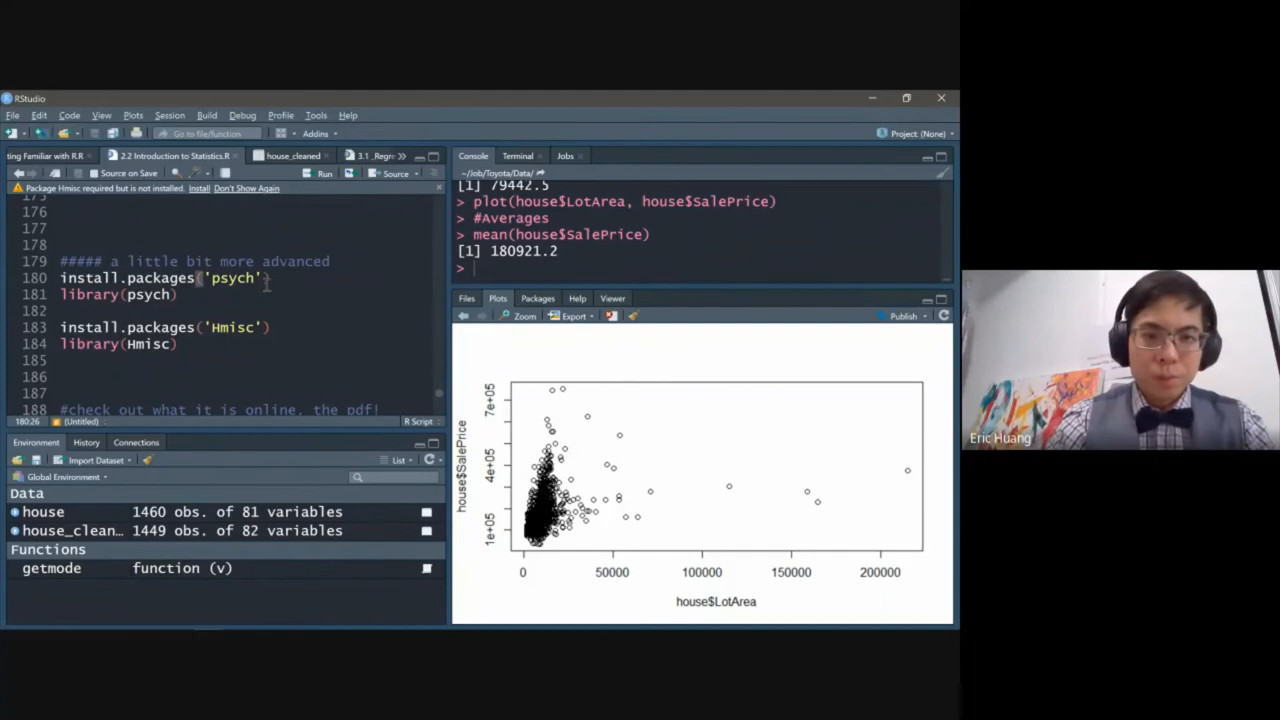 RStudio
File Edit Code View Plots Session Build Debug Profile Tools Help
Go to file/function Addins Project: (None)
ting Familiar with R.R 2.2 Introduction to Statistics.R house_cleaned 3.1 _Regre
Source on Save Run Source
Package Hmisc required but is not installed. Install Don't Show Again
175
176
177
178
179 ##### a little bit more advanced
180 install.packages('psych')
181 library(psych)
182
183 install.packages('Hmisc')
184 library(Hmisc)
185
186
187
188 #check out what it is online, the pdf!
180:26 (Untitled) R Script
Environment History Connections
Import Dataset List
Global Environment
Data
house 1460 obs. of 81 variables
house_clean… 1449 obs. of 82 variables
Functions
getmode function (v)
Console Terminal Jobs
~/Job/Toyota/Data/
[1] 79442.5
> plot(house$LotArea, house$SalePrice)
> #Averages
> mean(house$SalePrice)
[1] 180921.2
>
Files Plots Packages Help Viewer
Zoom Export Publish
house$SalePrice
7e+05
4e+05
1e+05
0 50000 100000 150000 200000
house$LotArea
Eric Huang